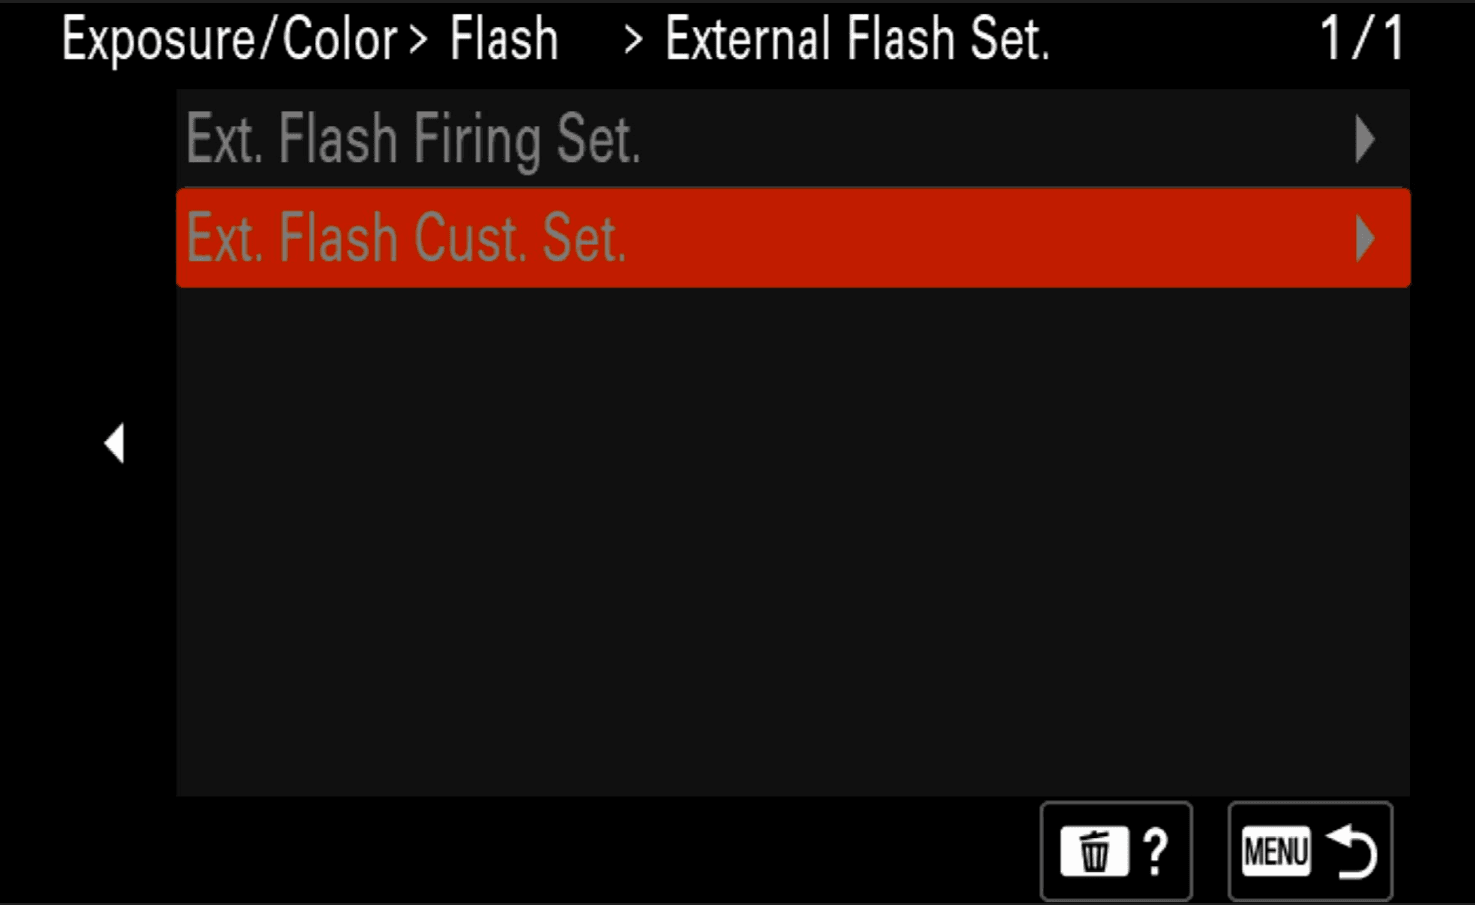 Exposure/Color > Flash > External Flash Set. 1/1
Ext. Flash Firing Set.
Ext. Flash Cust. Set.
? MENU